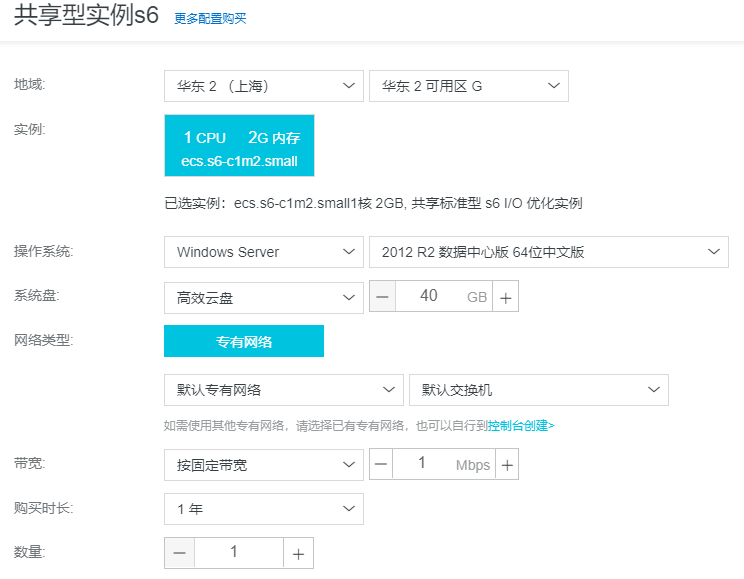 共享型实例s6 更多配置购买
地域: 华东 2 （上海） 华东 2 可用区 G
实例: 1 CPU 2G 内存
ecs.s6-c1m2.small
已选实例：ecs.s6-c1m2.small1核 2GB, 共享标准型 s6 I/O 优化实例
操作系统: Windows Server 2012 R2 数据中心版 64位中文版
系统盘: 高效云盘 40 GB
网络类型: 专有网络
默认专有网络 默认交换机
如需使用其他专有网络，请选择已有专有网络，也可以自行到控制台创建>
带宽: 按固定带宽 1 Mbps
购买时长: 1 年
数量: 1